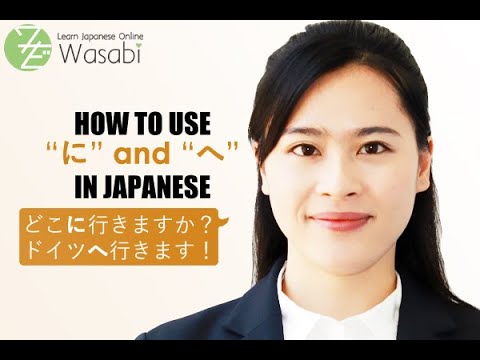 Learn Japanese Online
Wasabi
HOW TO USE
“に” and “へ”
IN JAPANESE
どこに行きますか？
ドイツへ行きます！